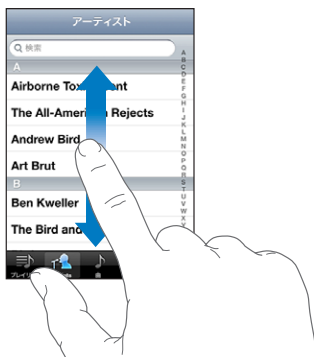 アーティスト
検索
A
Airborne Tox
nt
The All-American Rejects
Andrew Bird
Art Brut
B
Ben Kweller
The Bird and
A
B
C
D
E
F
G
H
I
J
K
L
M
N
O
P
Q
R
S
T
U
V
W
X
曲